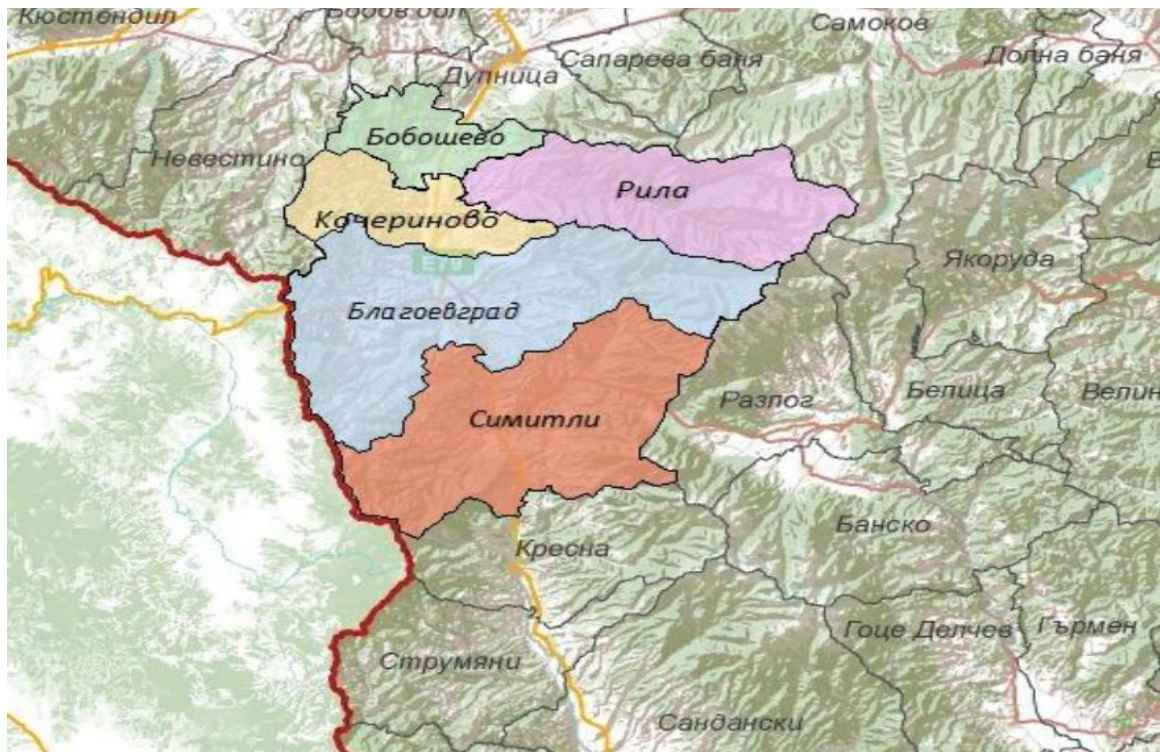 Кюстендил
Бобов дол
Самоков
Долна баня
Сапарева баня
Дупница
Бобошево
Невестино
Рила
Кочериново
Якоруда
E79
Благоевград
Белица
Разлог
Велин
Симитли
Банско
Кресна
Гоце Делчев
Гърмен
Струмяни
Сандански